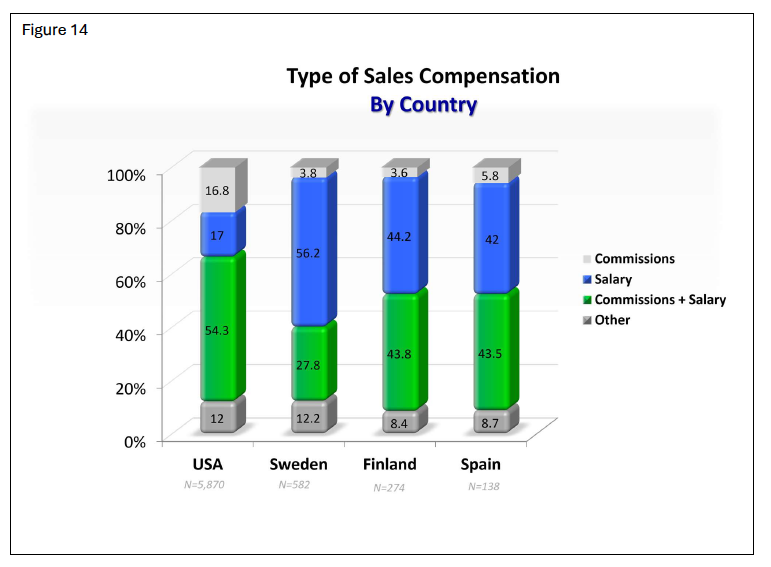 Figure 14
Type of Sales Compensation
By Country
100%
80%
60%
40%
20%
0%
16.8
17
54.3
12
3.8
56.2
27.8
12.2
3.6
44.2
43.8
8.4
5.8
42
43.5
8.7
Commissions
Salary
Commissions + Salary
Other
USA Sweden Finland Spain
N=5,870 N=582 N=274 N=138